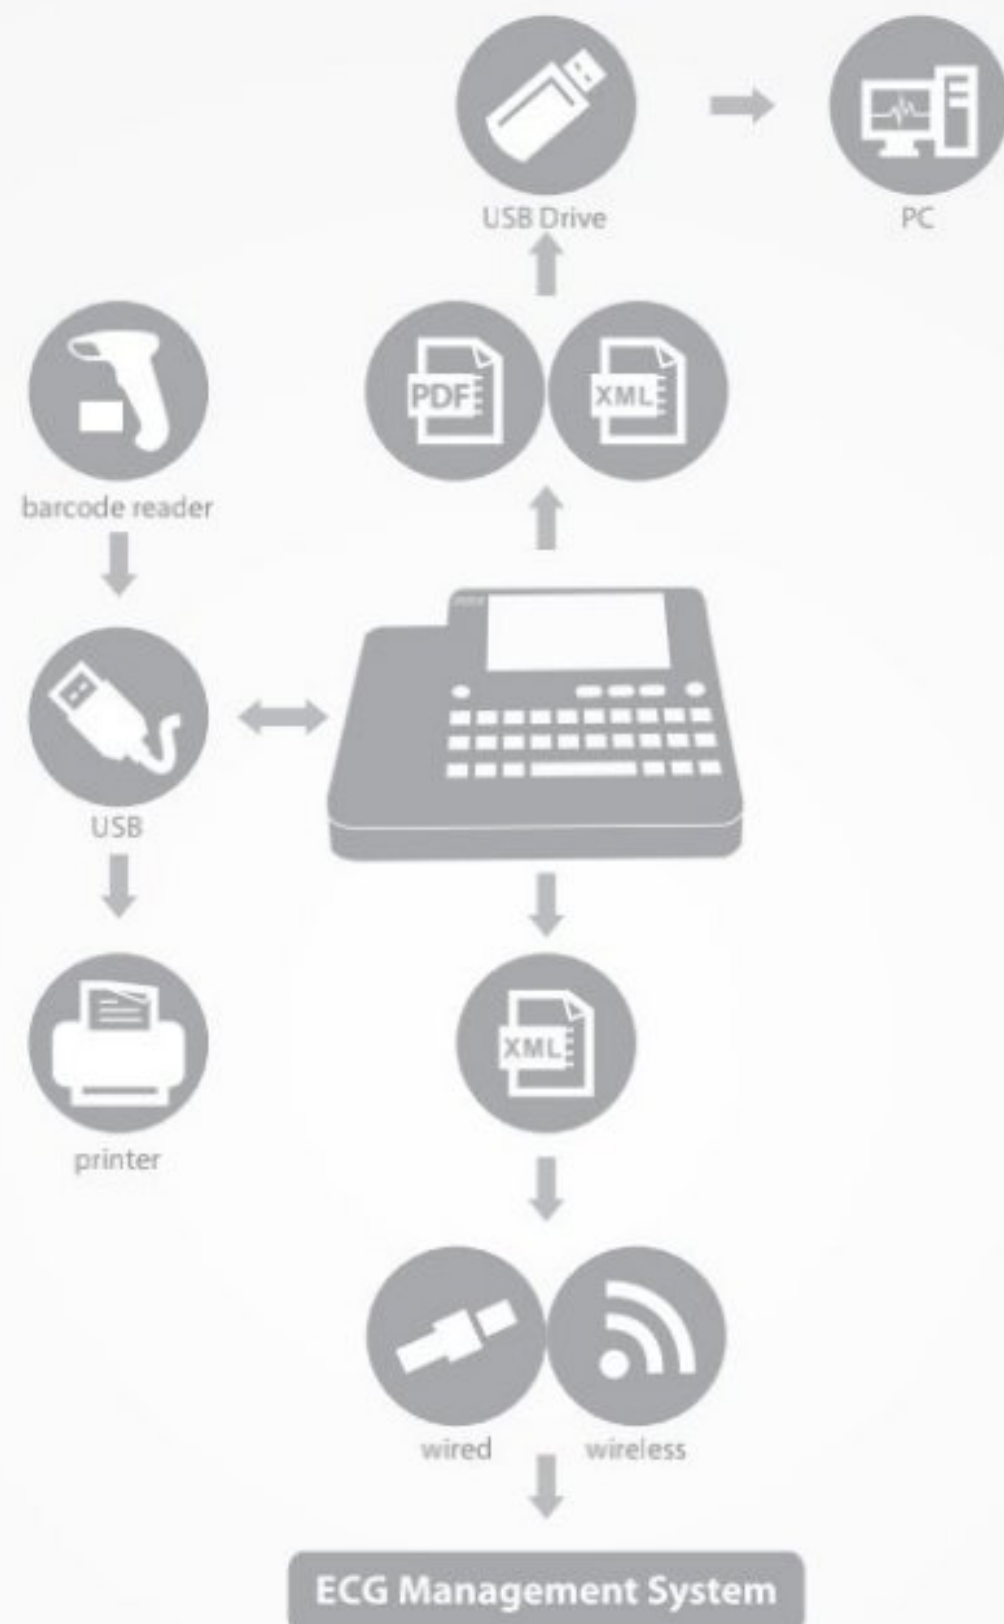 USB Drive
PC
PDF
XML
barcode reader
USB
XML
printer
wired
wireless
ECG Management System